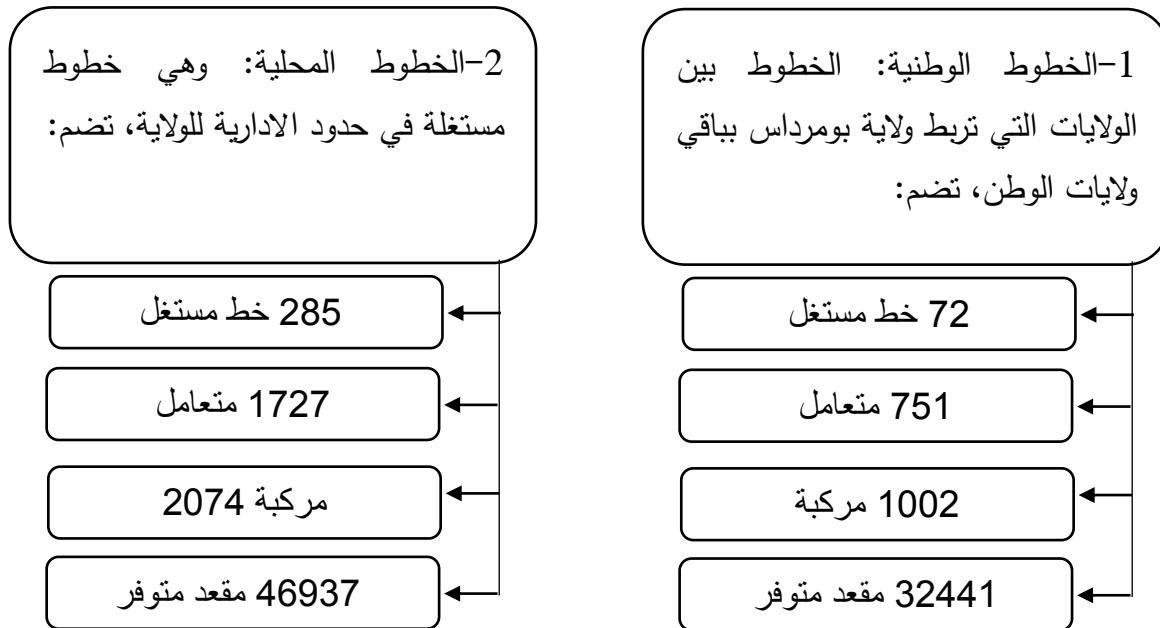 1-الخطوط الوطنية: الخطوط بين
الولايات التي تربط ولاية بومرداس بباقي
ولايات الوطن، تضم:
72 خط مستغل
751 متعامل
1002 مركبة
32441 مقعد متوفر
2-الخطوط المحلية: وهي خطوط
مستغلة في حدود الادارية للولاية، تضم:
285 خط مستغل
1727 متعامل
مركبة 2074
46937 مقعد متوفر